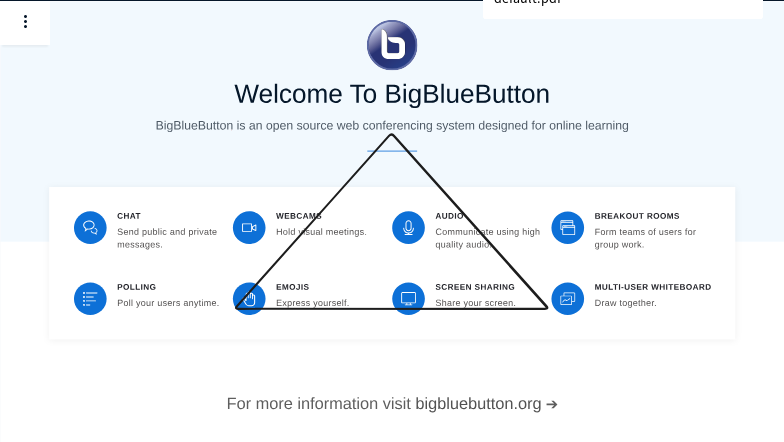 default.pdf
Welcome To BigBlueButton
BigBlueButton is an open source web conferencing system designed for online learning
CHAT
Send public and private
messages.
WEBCAMS
Hold visual meetings.
AUDIO
Communicate using high
quality audio.
BREAKOUT ROOMS
Form teams of users for
group work.
POLLING
Poll your users anytime.
EMOJIS
Express yourself.
SCREEN SHARING
Share your screen.
MULTI-USER WHITEBOARD
Draw together.
For more information visit bigbluebutton.org ➔